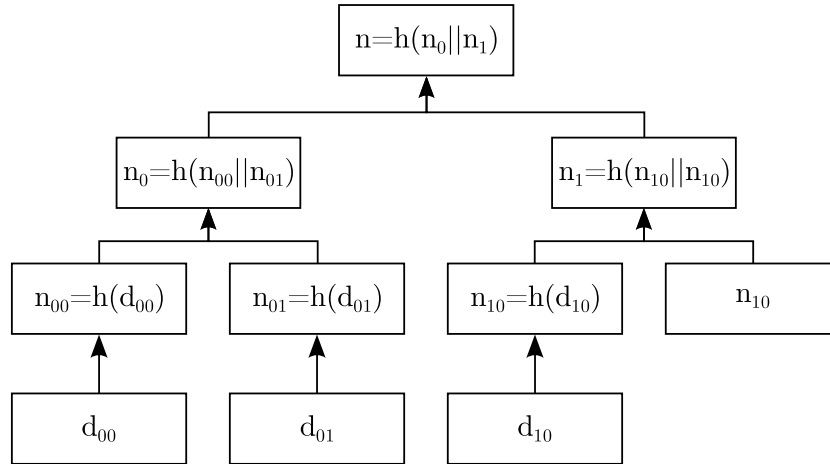 n=h(n₀||n₁)
n₀=h(n₀₀||n₀₁)
n₁=h(n₁₀||n₁₀)
n₀₀=h(d₀₀)
n₀₁=h(d₀₁)
n₁₀=h(d₁₀)
n₁₀
d₀₀
d₀₁
d₁₀